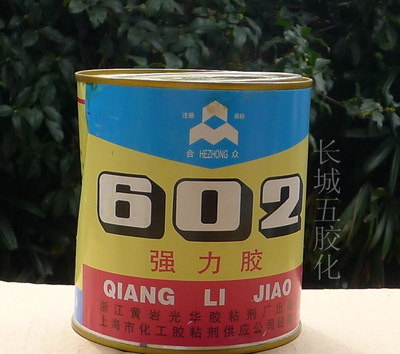 注册 商标
合 HEZHONG 众
602
强力胶
QIANG LI JIAO
浙江黄岩光华胶粘剂厂出
上海市化工胶粘剂供应公司经
长城五胶化